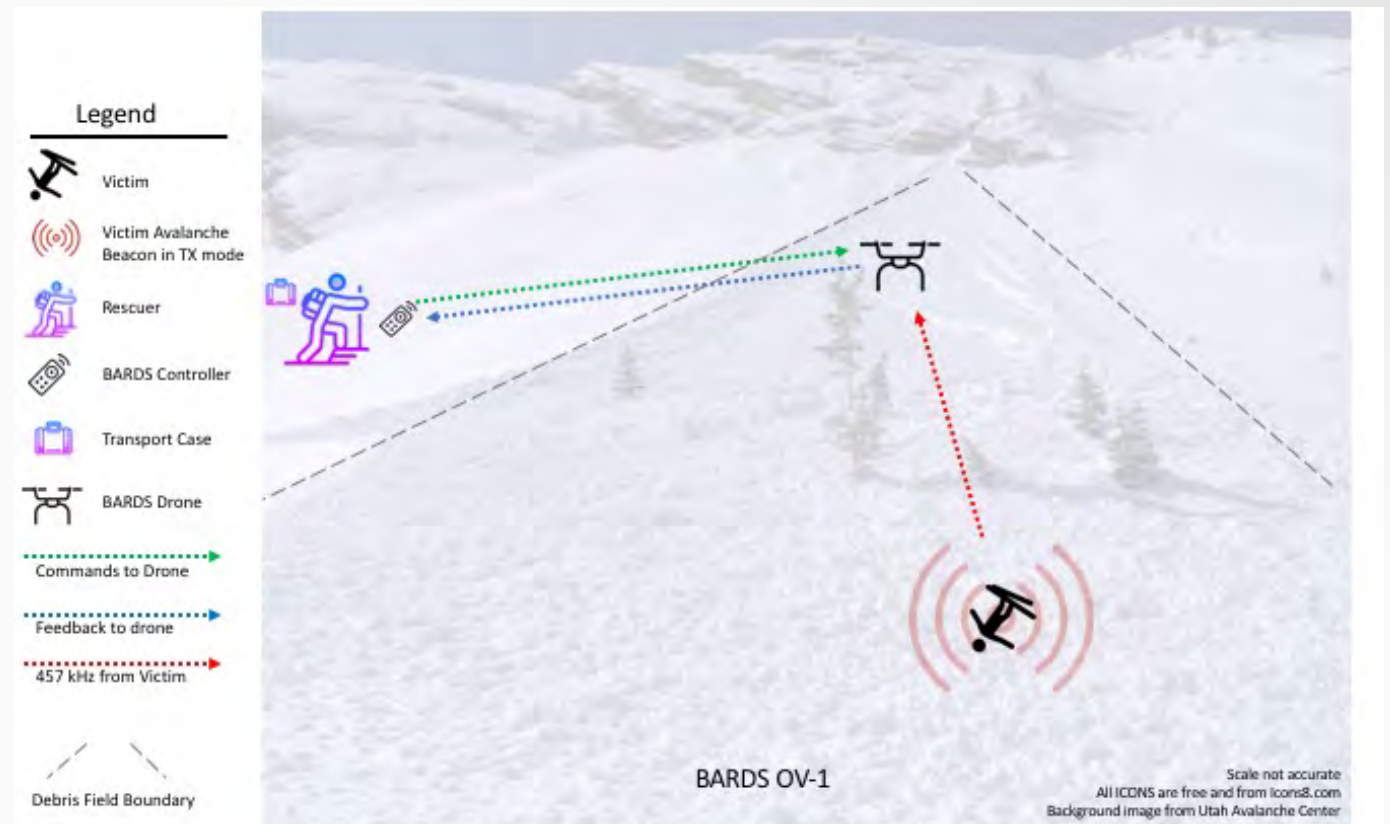 Legend
Victim
Victim Avalanche
Beacon in TX mode
Rescuer
BARDS Controller
Transport Case
BARDS Drone
Commands to Drone
Feedback to drone
457 kHz from Victim
Debris Field Boundary
BARDS OV-1
Scale not accurate
All ICONS are free and from Icons8.com
Background image from Utah Avalanche Center